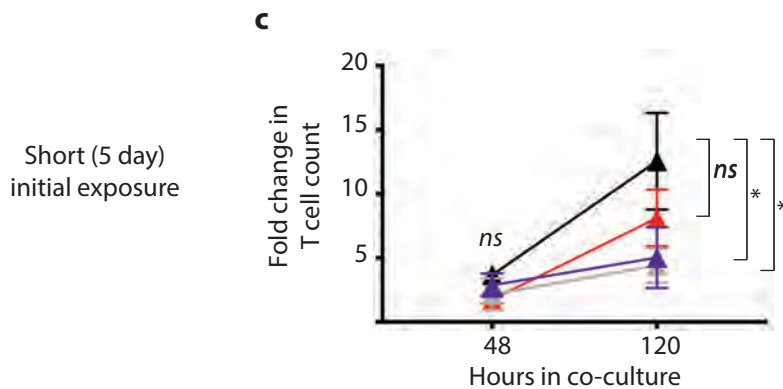 c
Short (5 day)
initial exposure
Fold change in
T cell count
20
15
10
5
ns
ns
*
*
48
120
Hours in co-culture